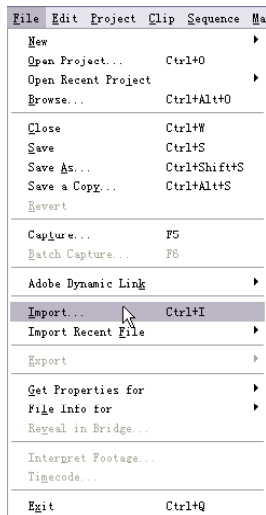 File Edit Project Clip Sequence Ma
New
Open Project... Ctrl+O
Open Recent Project
Browse... Ctrl+Alt+O
Close Ctrl+W
Save Ctrl+S
Save As... Ctrl+Shift+S
Save a Copy... Ctrl+Alt+S
Revert
Capture... F5
Batch Capture... F6
Adobe Dynamic Link
Import... Ctrl+I
Import Recent File
Export
Get Properties for
File Info for
Reveal in Bridge...
Interpret Footage...
Timecode...
Exit Ctrl+Q